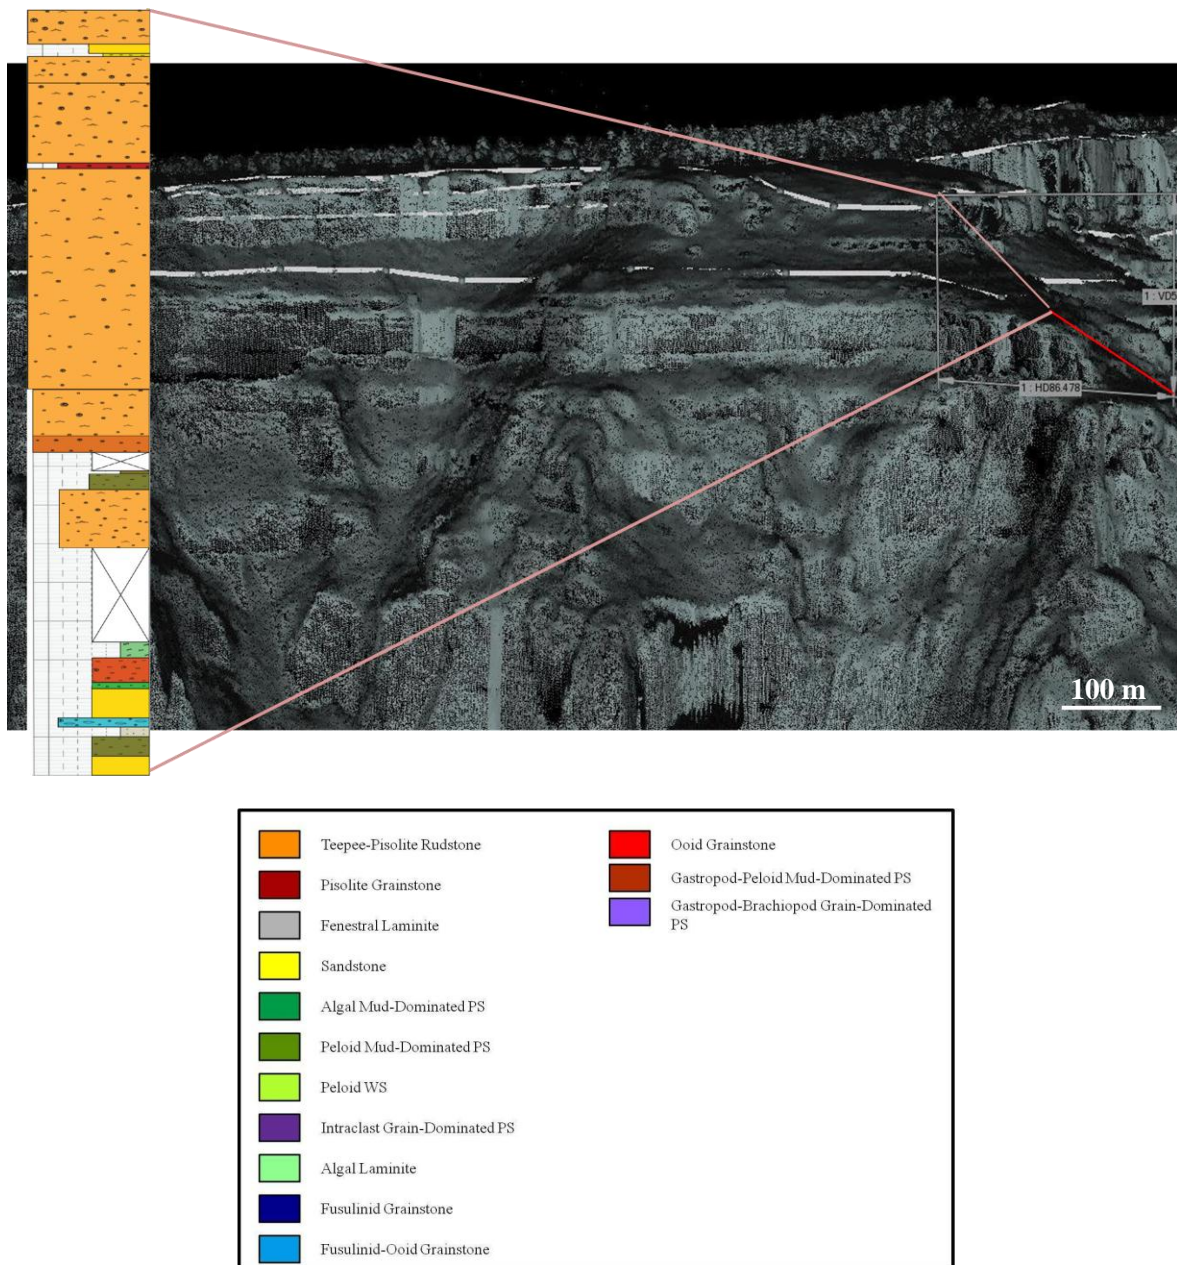 1 : VD5
1 : HD86.478
100 m
Teepee-Pisolite Rudstone
Pisolite Grainstone
Fenestral Laminite
Sandstone
Algal Mud-Dominated PS
Peloid Mud-Dominated PS
Peloid WS
Intraclast Grain-Dominated PS
Algal Laminite
Fusulinid Grainstone
Fusulinid-Ooid Grainstone
Ooid Grainstone
Gastropod-Peloid Mud-Dominated PS
Gastropod-Brachiopod Grain-Dominated
PS